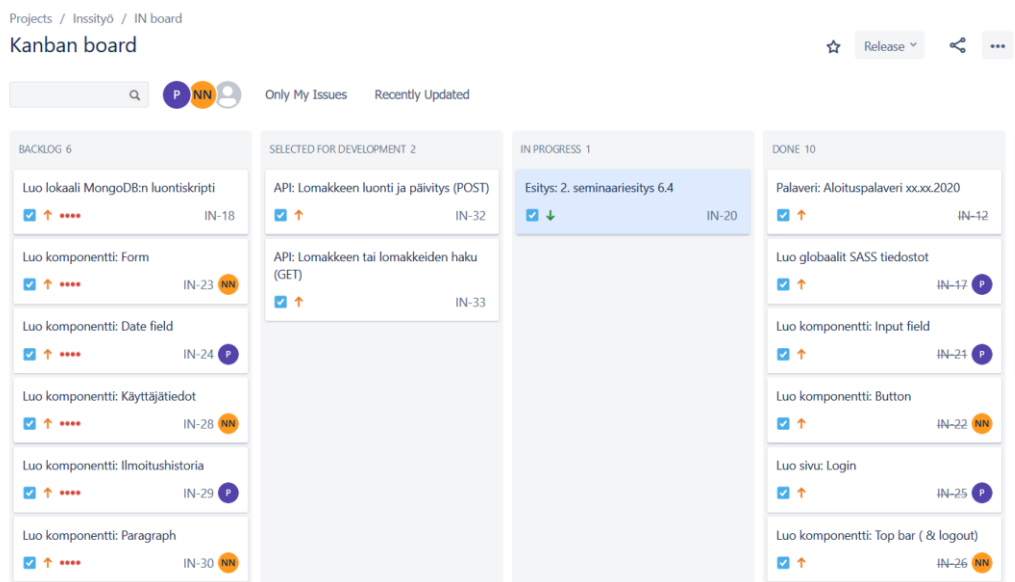 Projects / Inssityö / IN board
Kanban board
Release
P NN
Only My Issues
Recently Updated
BACKLOG 6
Luo lokaali MongoDB:n luontiskripti
IN-18
Luo komponentti: Form
IN-23 NN
Luo komponentti: Date field
IN-24 P
Luo komponentti: Käyttäjätiedot
IN-28 NN
Luo komponentti: Ilmoitushistoria
IN-29 P
Luo komponentti: Paragraph
IN-30 NN
SELECTED FOR DEVELOPMENT 2
API: Lomakkeen luonti ja päivitys (POST)
IN-32
API: Lomakkeen tai lomakkeiden haku
(GET)
IN-33
IN PROGRESS 1
Esitys: 2. seminaariesitys 6.4
IN-20
DONE 10
Palaveri: Aloituspalaveri xx.xx.2020
IN-12
Luo globaalit SASS tiedostot
IN-17 P
Luo komponentti: Input field
IN-21 P
Luo komponentti: Button
IN-22 NN
Luo sivu: Login
IN-25 P
Luo komponentti: Top bar ( & logout)
IN-26 NN